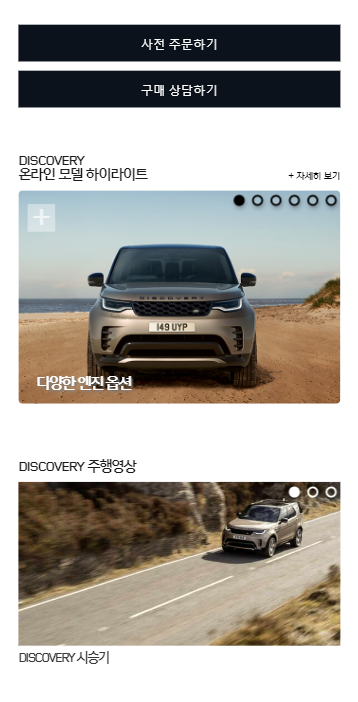 사전 주문하기
구매 상담하기
DISCOVERY
온라인 모델 하이라이트
+ 자세히 보기
DISCOVERY
149 UYP
다양한 엔진 옵션
DISCOVERY 주행영상
DISCOVERY 시승기